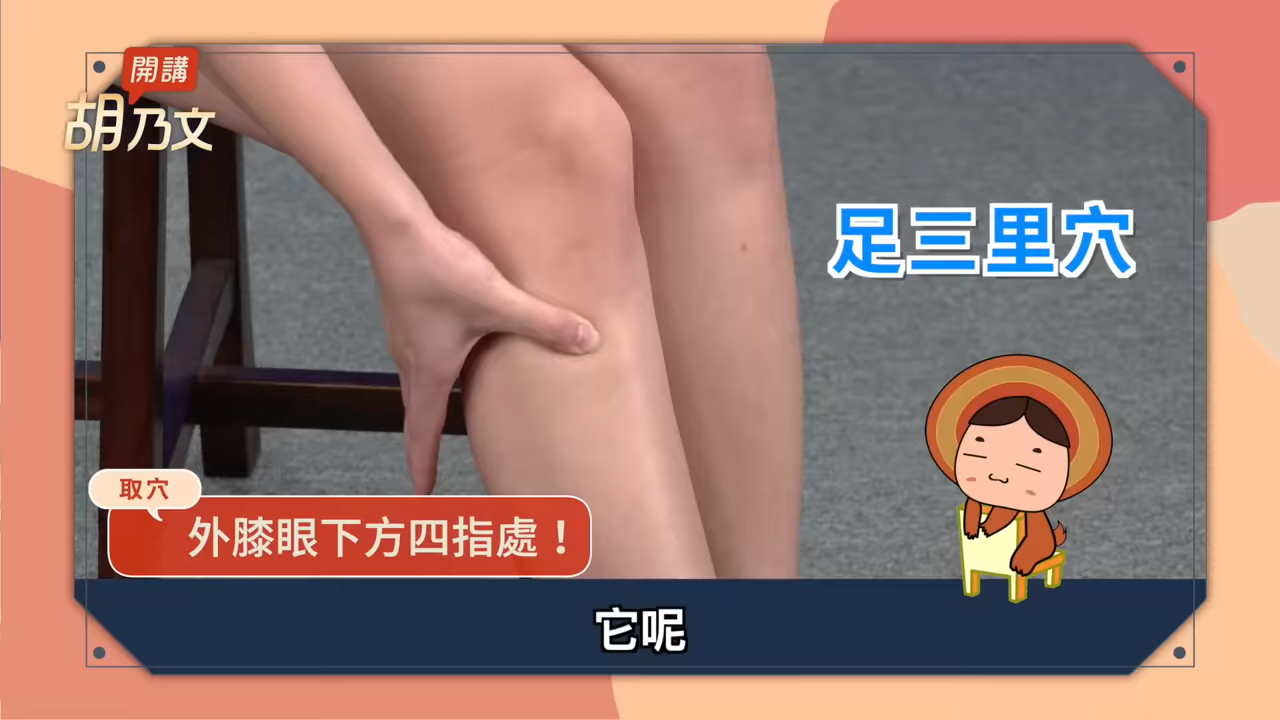 開講
胡乃文
足三里穴
取穴
外膝眼下方四指處！
它呢